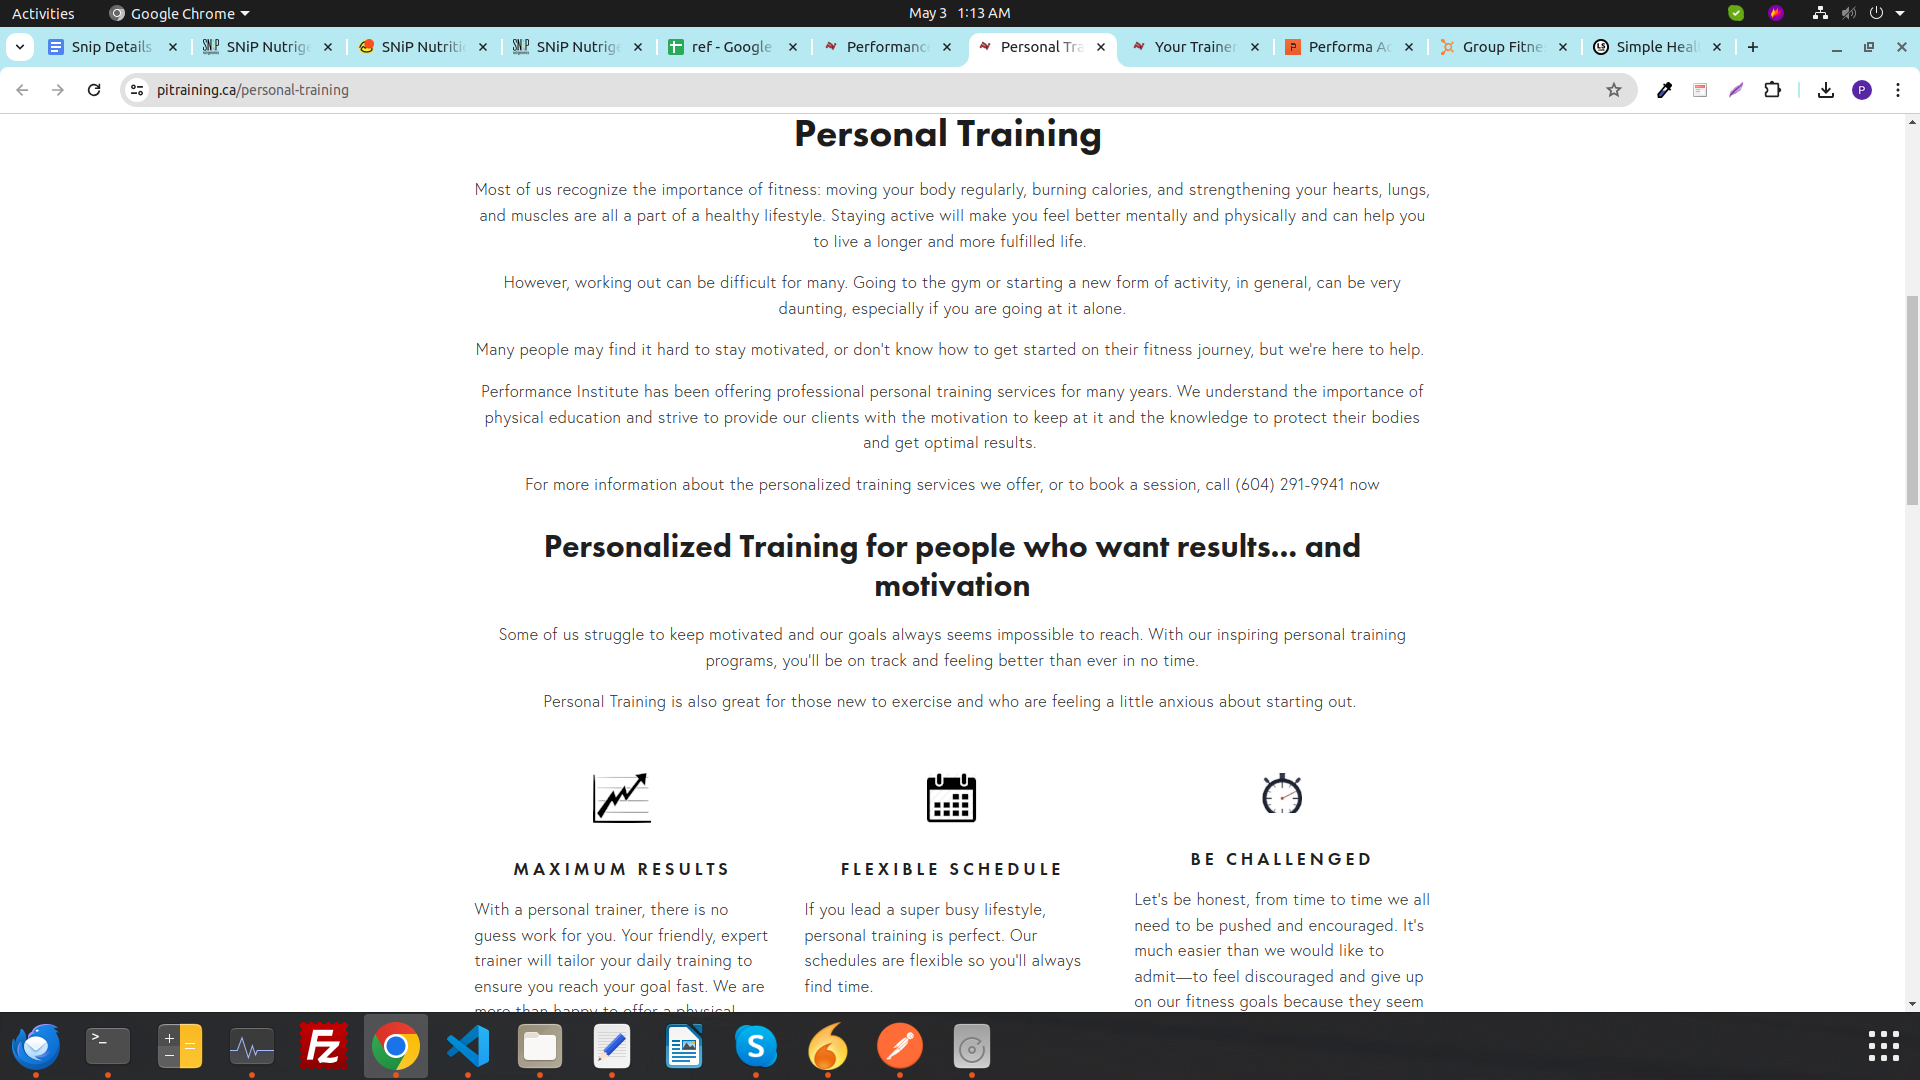 Activities
Google Chrome
May 3 1:13 AM
Snip Details
SNiP Nutrige
SNiP Nutriti
SNiP Nutrige
ref - Google
Performanc
Personal Tra
Your Trainer
Performa Ac
Group Fitne
Simple Heal
pitraining.ca/personal-training
P
Personal Training
Most of us recognize the importance of fitness: moving your body regularly, burning calories, and strengthening your hearts, lungs,
and muscles are all a part of a healthy lifestyle. Staying active will make you feel better mentally and physically and can help you
to live a longer and more fulfilled life.
However, working out can be difficult for many. Going to the gym or starting a new form of activity, in general, can be very
daunting, especially if you are going at it alone.
Many people may find it hard to stay motivated, or don't know how to get started on their fitness journey, but we're here to help.
Performance Institute has been offering professional personal training services for many years. We understand the importance of
physical education and strive to provide our clients with the motivation to keep at it and the knowledge to protect their bodies
and get optimal results.
For more information about the personalized training services we offer, or to book a session, call (604) 291-9941 now
Personalized Training for people who want results... and
motivation
Some of us struggle to keep motivated and our goals always seems impossible to reach. With our inspiring personal training
programs, you'll be on track and feeling better than ever in no time.
Personal Training is also great for those new to exercise and who are feeling a little anxious about starting out.
MAXIMUM RESULTS
With a personal trainer, there is no
guess work for you. Your friendly, expert
trainer will tailor your daily training to
ensure you reach your goal fast. We are
more than happy to offer a physical
FLEXIBLE SCHEDULE
If you lead a super busy lifestyle,
personal training is perfect. Our
schedules are flexible so you'll always
find time.
BE CHALLENGED
Let's be honest, from time to time we all
need to be pushed and encouraged. It's
much easier than we would like to
admit—to feel discouraged and give up
on our fitness goals because they seem